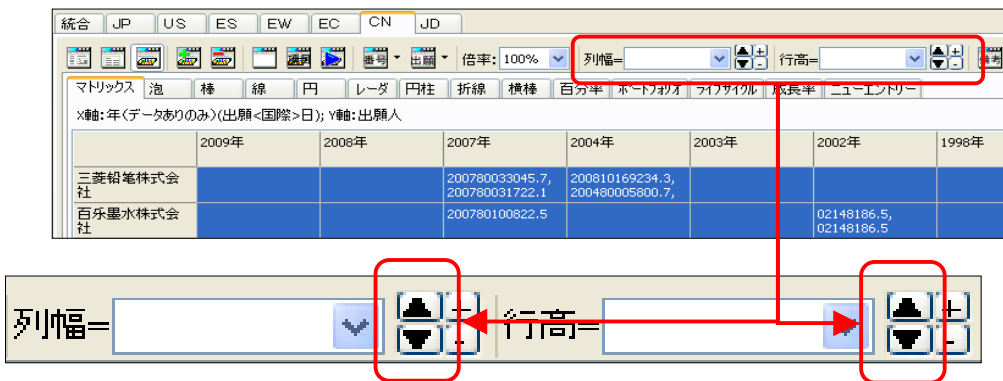 統合 JP US ES EW EC CN JD
番号 出願 倍率: 100% 列幅= + - 行高= + - 備考
マトリックス 泡 棒 線 円 レーダ 円柱 折線 横棒 百分率 ポートフォリオ ライフサイクル 成長率 ニューエントリー
X軸:年(データありのみ)(出願<国際>日); Y軸:出願人
2009年 2008年 2007年 2004年 2003年 2002年 1998年
三菱铅笔株式会社 200780033045.7, 200780031722.1 200810169234.3, 200480005800.7,
百乐墨水株式会社 200780100822.5 02148186.5, 02148186.5
列幅= + - 行高= + -